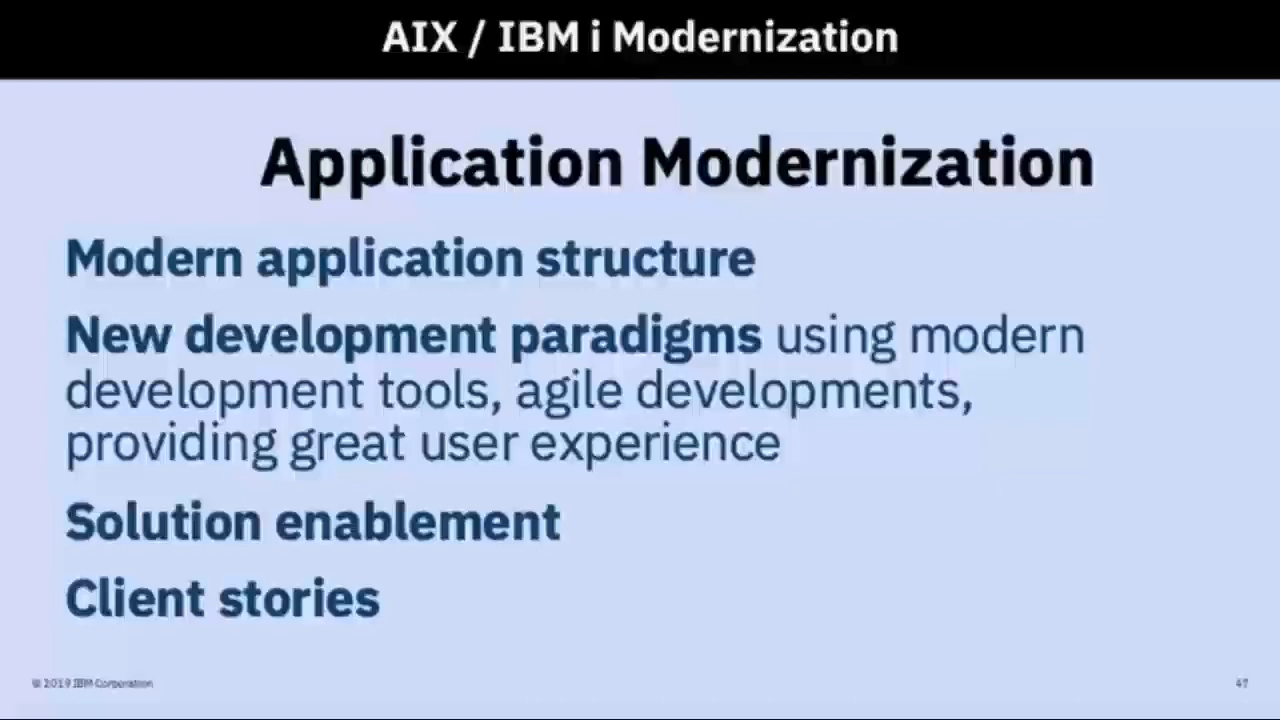 AIX / IBM i Modernization
Application Modernization
Modern application structure
New development paradigms using modern
development tools, agile developments,
providing great user experience
Solution enablement
Client stories
© 2019 IBM Corporation
47